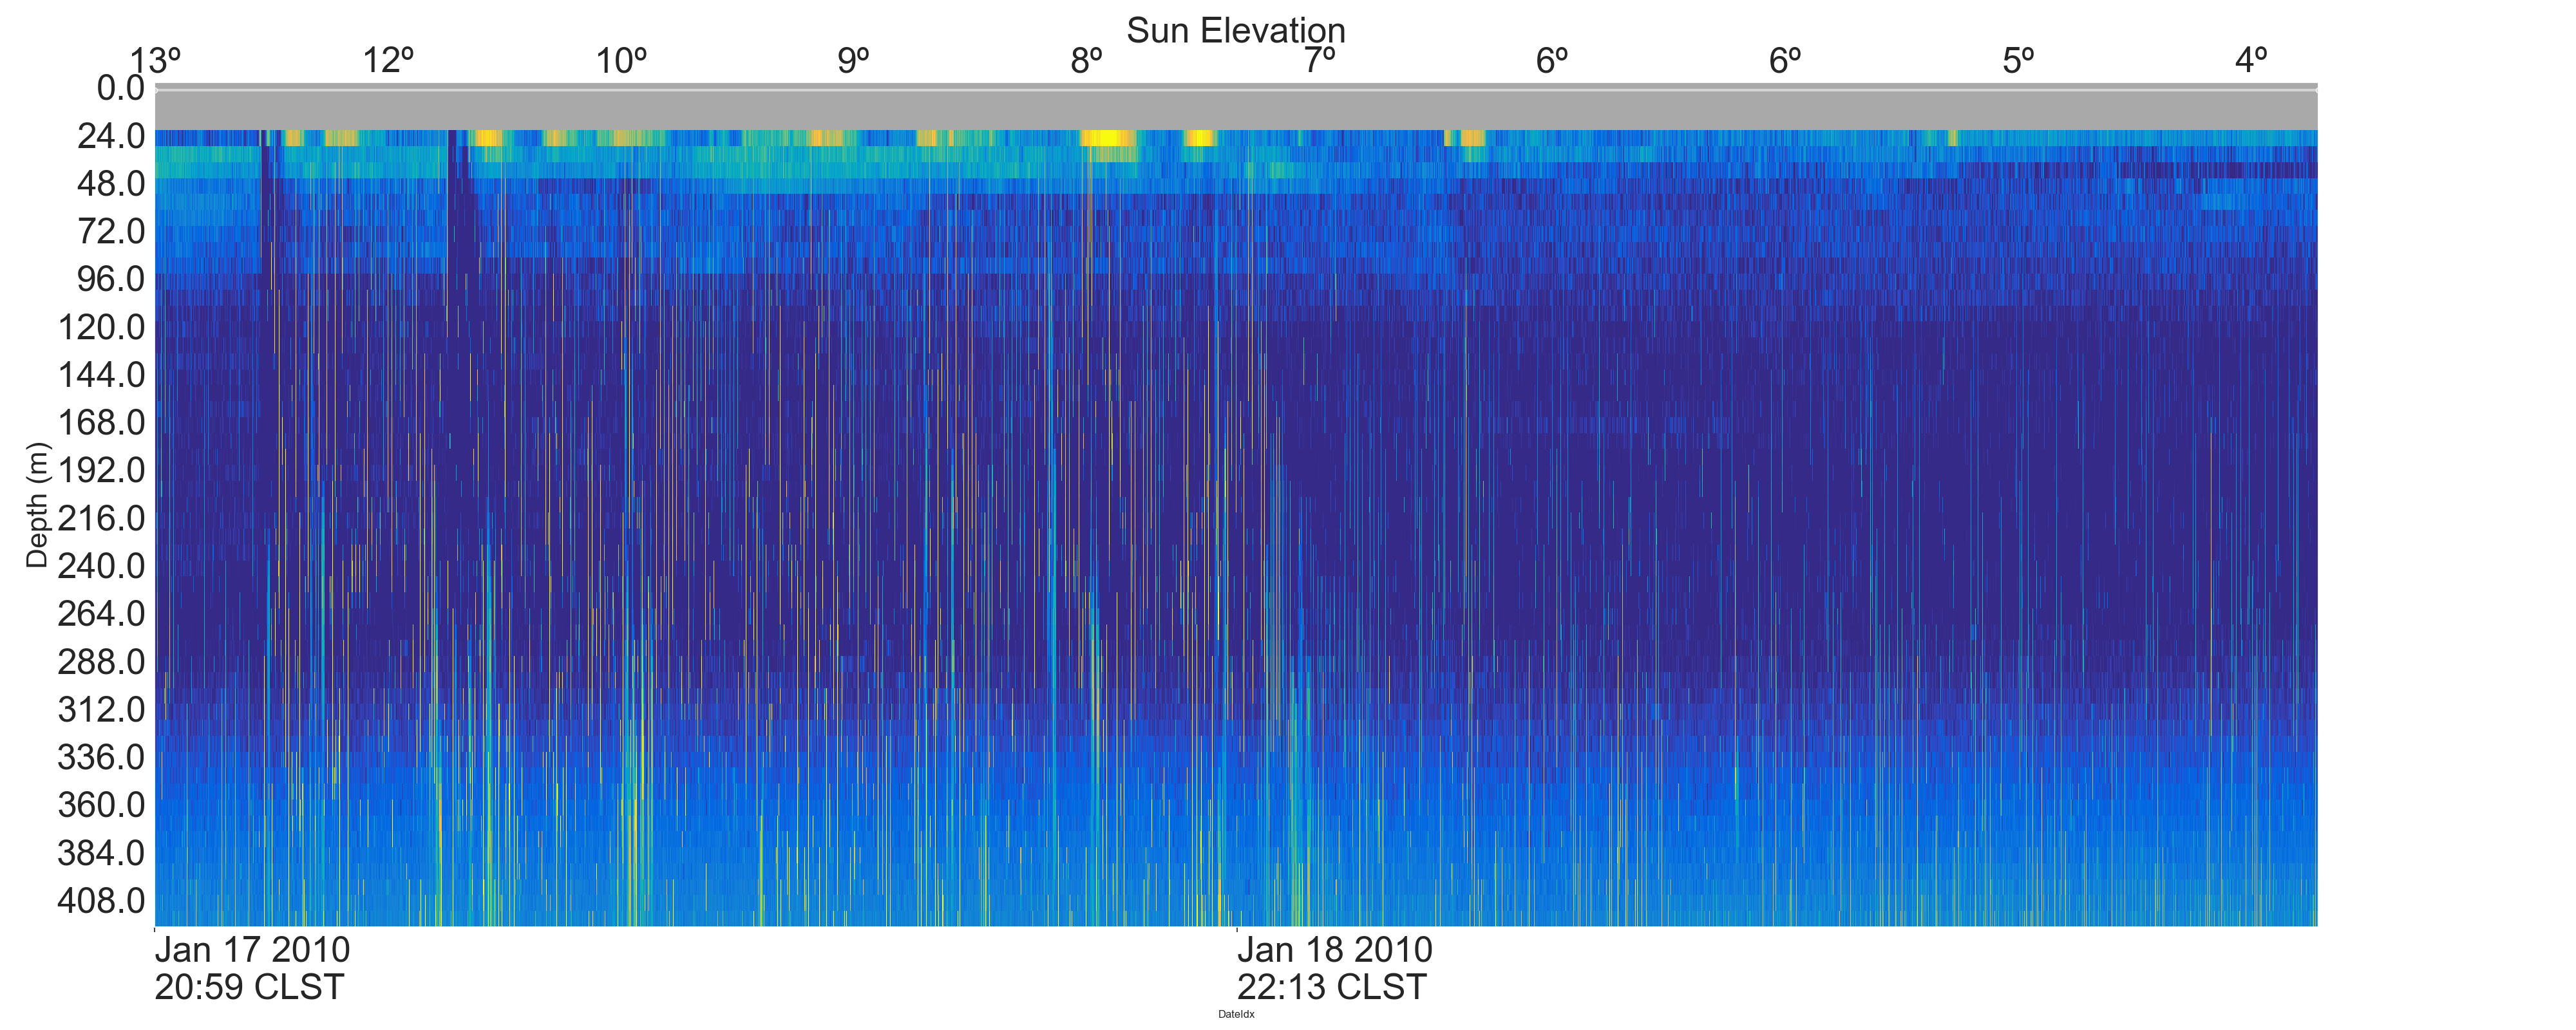 Sun Elevation
13º 12º 10º 9º 8º 7º 6º 6º 5º 4º
0.0
24.0
48.0
72.0
96.0
120.0
144.0
168.0
192.0
216.0
240.0
264.0
288.0
312.0
336.0
360.0
384.0
408.0
Depth (m)
Jan 17 2010
20:59 CLST
Jan 18 2010
22:13 CLST
DateIdx